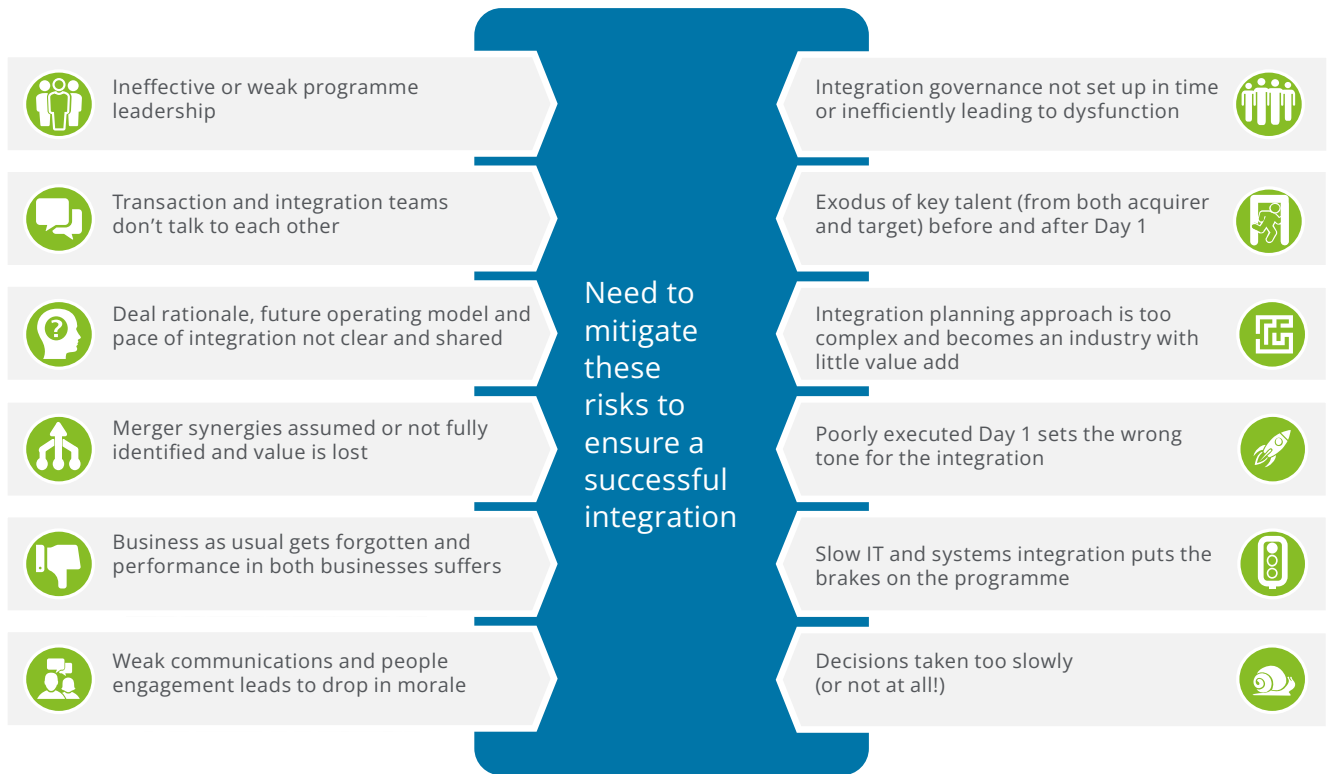 Ineffective or weak programme
leadership
Transaction and integration teams
don’t talk to each other
Deal rationale, future operating model and
pace of integration not clear and shared
Merger synergies assumed or not fully
identified and value is lost
Business as usual gets forgotten and
performance in both businesses suffers
Weak communications and people
engagement leads to drop in morale
Need to
mitigate
these
risks to
ensure a
successful
integration
Integration governance not set up in time
or inefficiently leading to dysfunction
Exodus of key talent (from both acquirer
and target) before and after Day 1
Integration planning approach is too
complex and becomes an industry with
little value add
Poorly executed Day 1 sets the wrong
tone for the integration
Slow IT and systems integration puts the
brakes on the programme
Decisions taken too slowly
(or not at all!)
?